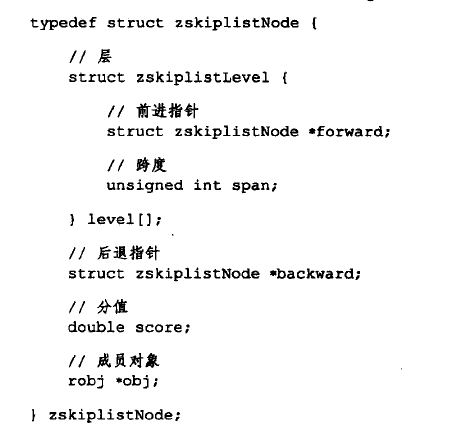 typedef struct zskiplistNode {
// 层
struct zskiplistLevel {
// 前进指针
struct zskiplistNode *forward;
// 跨度
unsigned int span;
} level[];
// 后退指针
struct zskiplistNode *backward;
// 分值
double score;
// 成员对象
robj *obj;
} zskiplistNode;